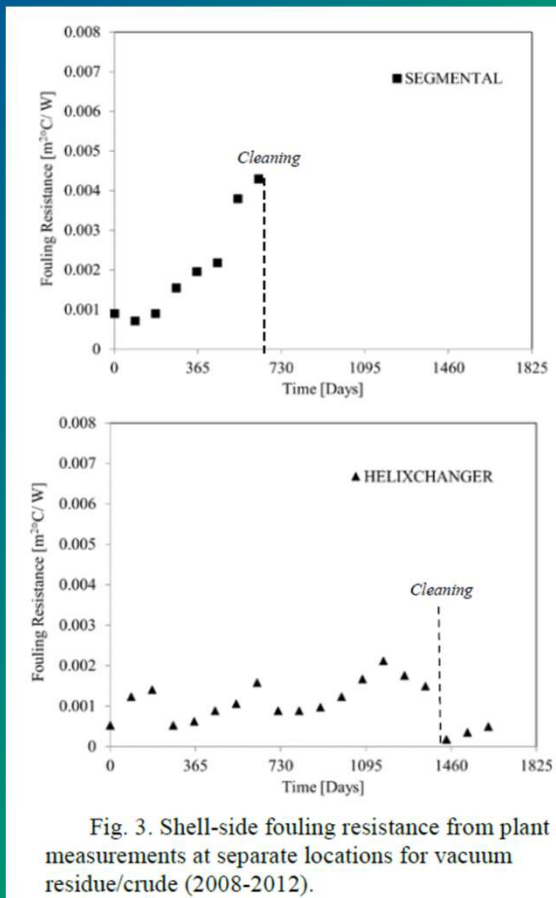 0.008
0.007
■ SEGMENTAL
0.006
0.005
Cleaning
0.004
0.003
0.002
0.001
0
Fouling Resistance [m²°C/ W]
0 365 730 1095 1460 1825
Time [Days]
0.008
0.007
▲ HELIXCHANGER
0.006
0.005
0.004
Cleaning
0.003
0.002
0.001
0
Fouling Resistance [m²°C/ W]
0 365 730 1095 1460 1825
Time [Days]
Fig. 3. Shell-side fouling resistance from plant
measurements at separate locations for vacuum
residue/crude (2008-2012).